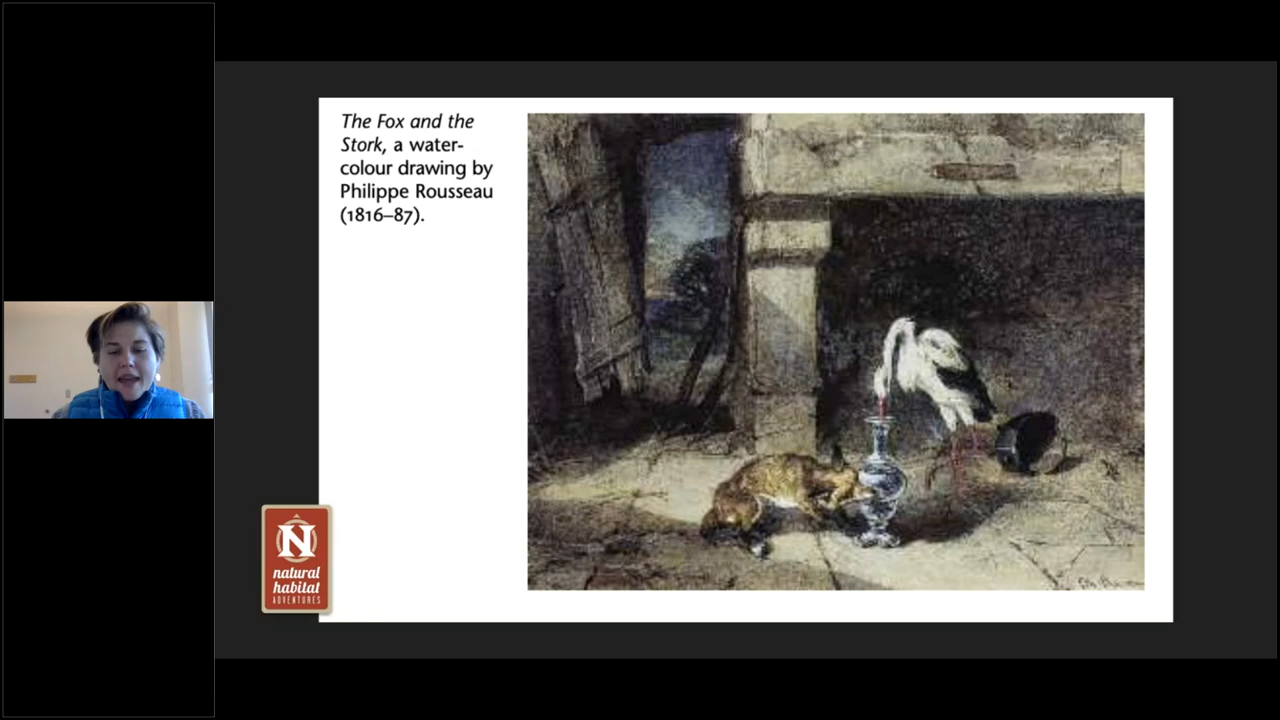 The Fox and the
Stork, a water-
colour drawing by
Philippe Rousseau
(1816–87).
N
natural
habitat
ADVENTURES